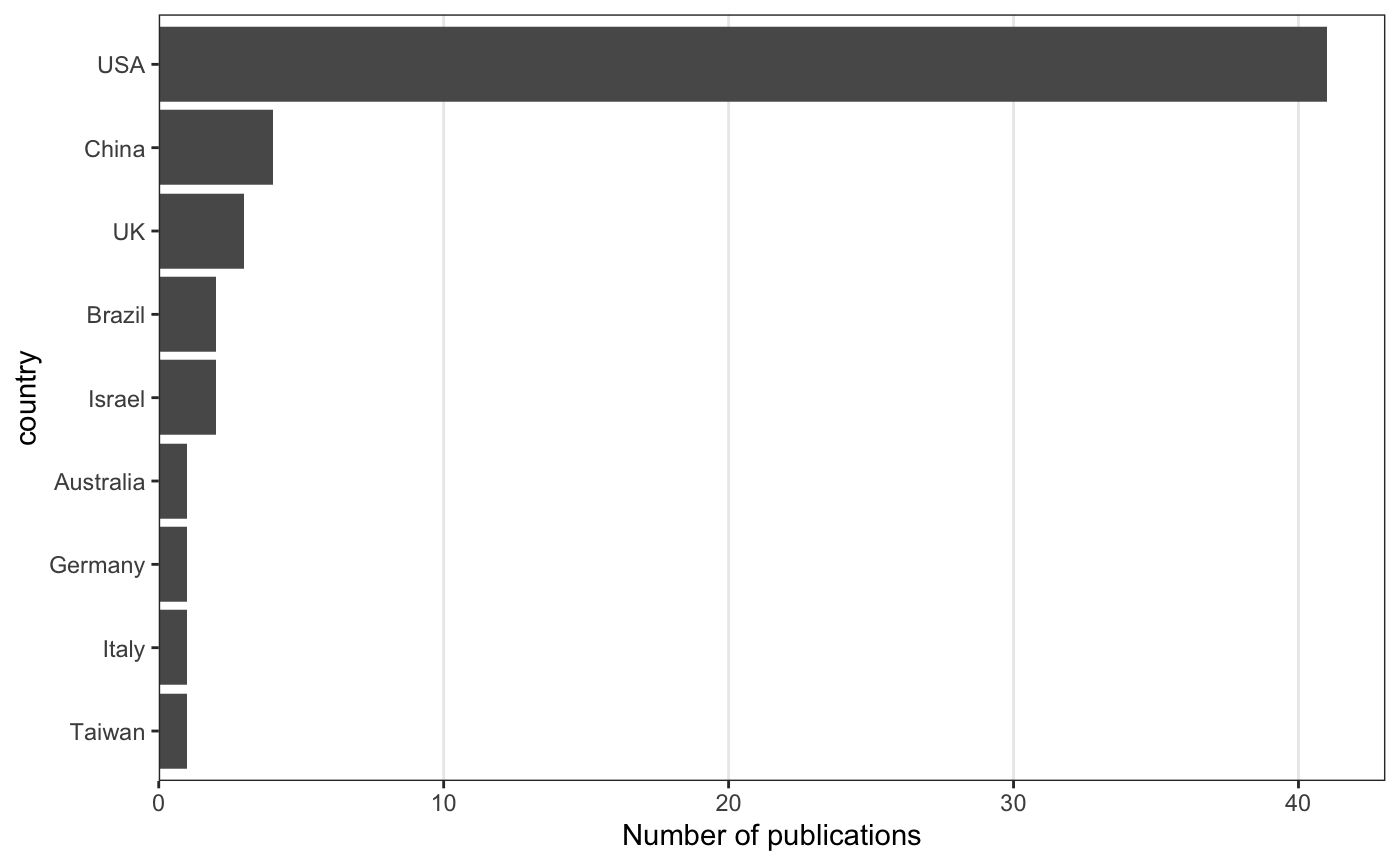 USA
China
UK
Brazil
Israel
Australia
Germany
Italy
Taiwan
country
0 10 20 30 40
Number of publications